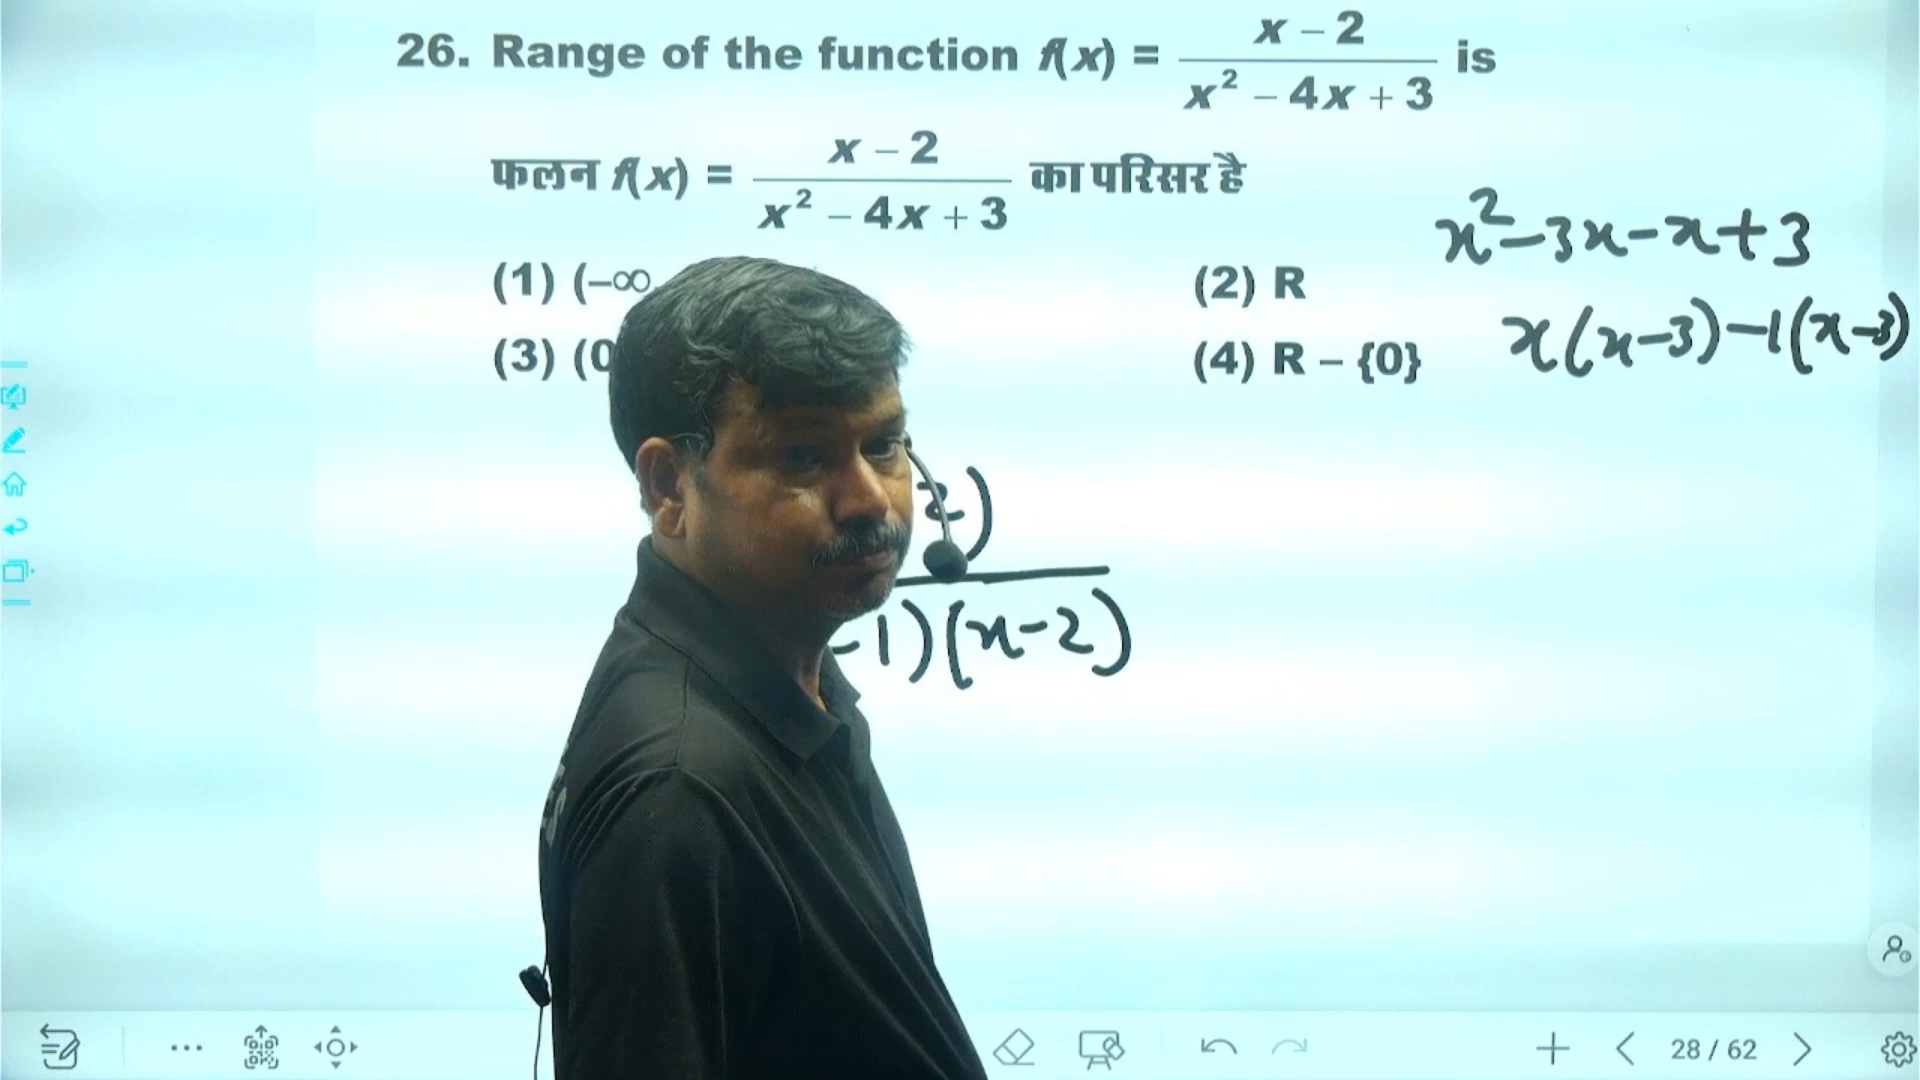 26. Range of the function f(x) = x – 2 / x² – 4x + 3 is
फलन f(x) = x – 2 / x² – 4x + 3 का परिसर है
(1) (–∞ (2) R
(3) (0 (4) R – {0}
x²–3x–x+3
x(x–3)–1(x–3)
2)
–1)(x–2)
28 / 62